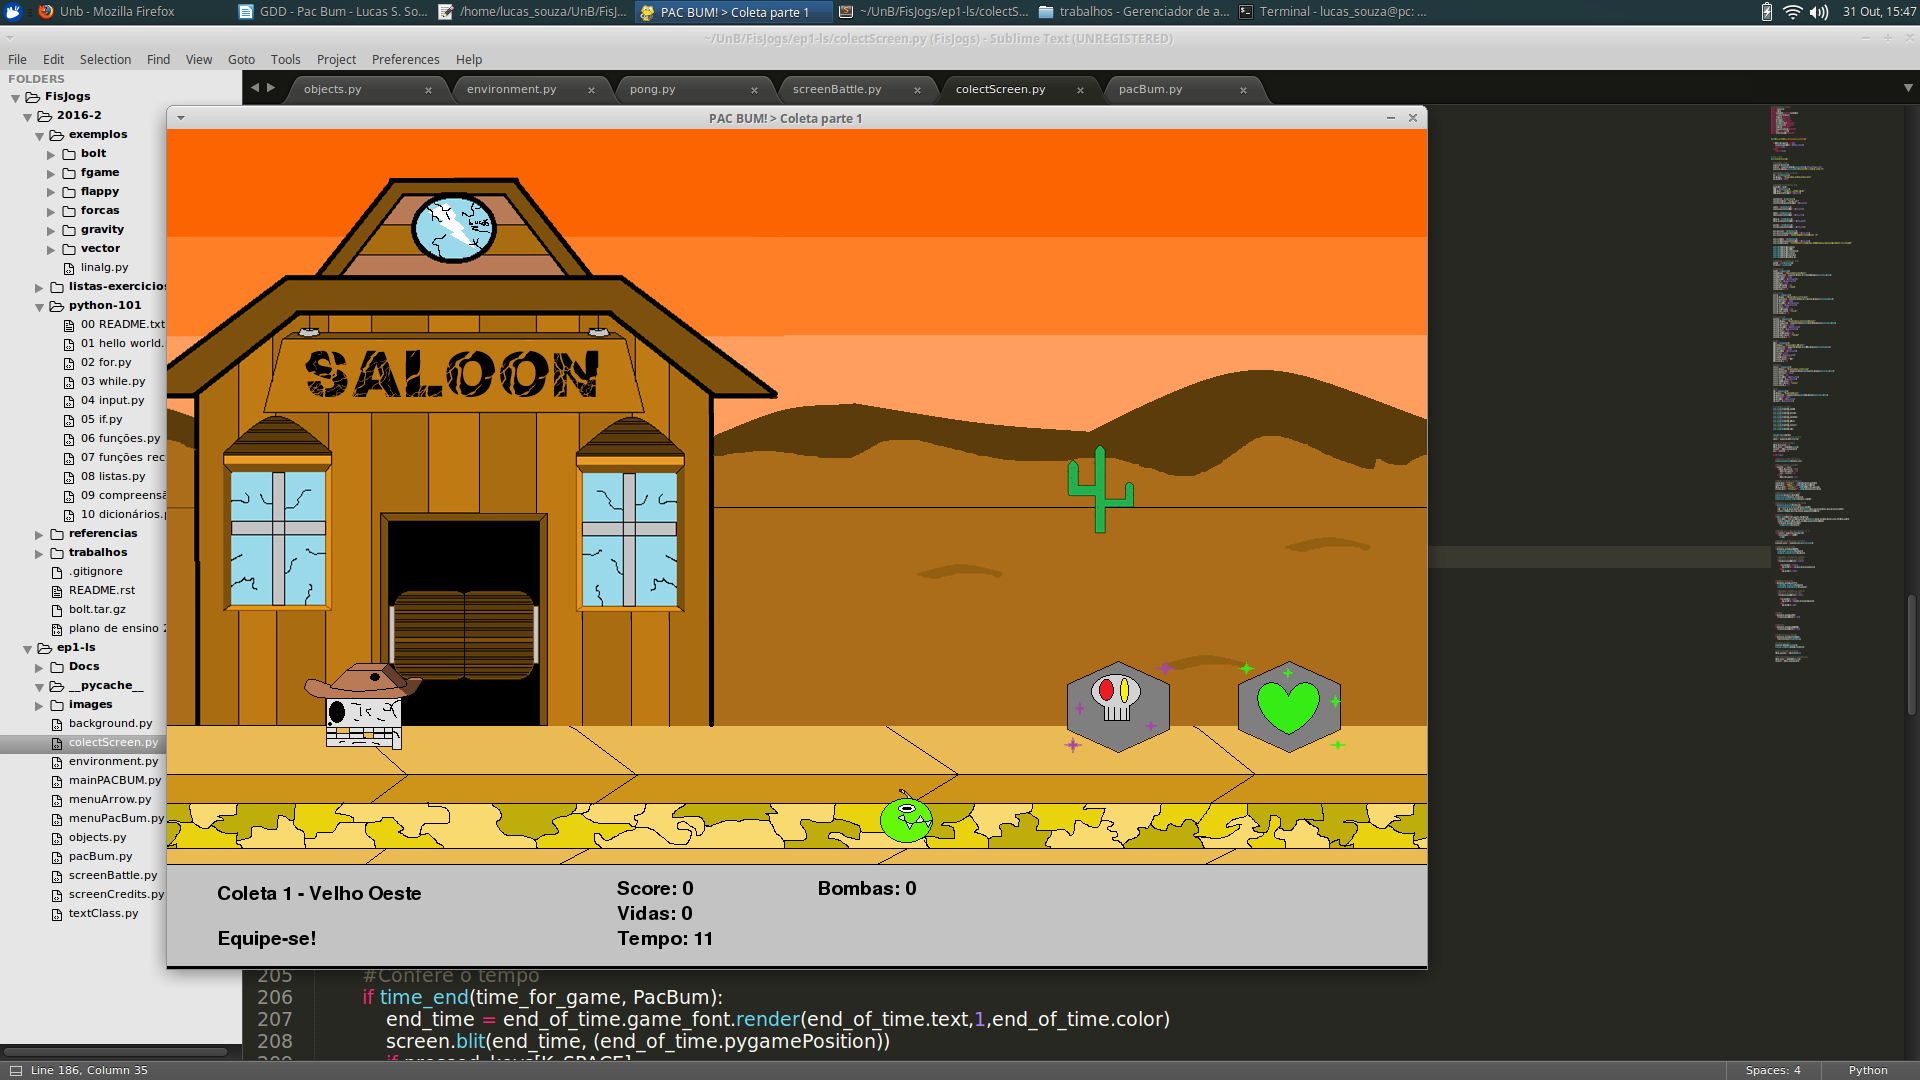 Unb - Mozilla Firefox
GDD - Pac Bum - Lucas S. So...
/home/lucas_souza/UnB/FisJ...
PAC BUM! > Coleta parte 1
~/UnB/FisJogs/ep1-ls/colectS...
trabalhos - Gerenciador de a...
Terminal - lucas_souza@pc: ...
31 Out, 15:47
~/UnB/FisJogs/ep1-ls/colectScreen.py (FisJogs) - Sublime Text (UNREGISTERED)
File Edit Selection Find View Goto Tools Project Preferences Help
FOLDERS
FisJogs
2016-2
exemplos
bolt
fgame
flappy
forcas
gravity
vector
linalg.py
listas-exercicios
python-101
00 README.txt
01 hello world.
02 for.py
03 while.py
04 input.py
05 if.py
06 funções.py
07 funções rec
08 listas.py
09 compreensã
10 dicionários.
referencias
trabalhos
.gitignore
README.rst
bolt.tar.gz
plano de ensino 2
ep1-ls
Docs
__pycache__
images
background.py
colectScreen.py
environment.py
mainPACBUM.py
menuArrow.py
menuPacBum.py
objects.py
pacBum.py
screenBattle.py
screenCredits.py
textClass.py
objects.py environment.py pong.py screenBattle.py colectScreen.py pacBum.py
PAC BUM! > Coleta parte 1
SALOON
Coleta 1 - Velho Oeste
Equipe-se!
Score: 0
Vidas: 0
Tempo: 11
Bombas: 0
205 #Confere o tempo
206 if time_end(time_for_game, PacBum):
207 end_time = end_of_time.game_font.render(end_of_time.text,1,end_of_time.color)
208 screen.blit(end_time, (end_of_time.pygamePosition))
209 if pressed_keys[K_SPACE]
Line 186, Column 35
Spaces: 4
Python